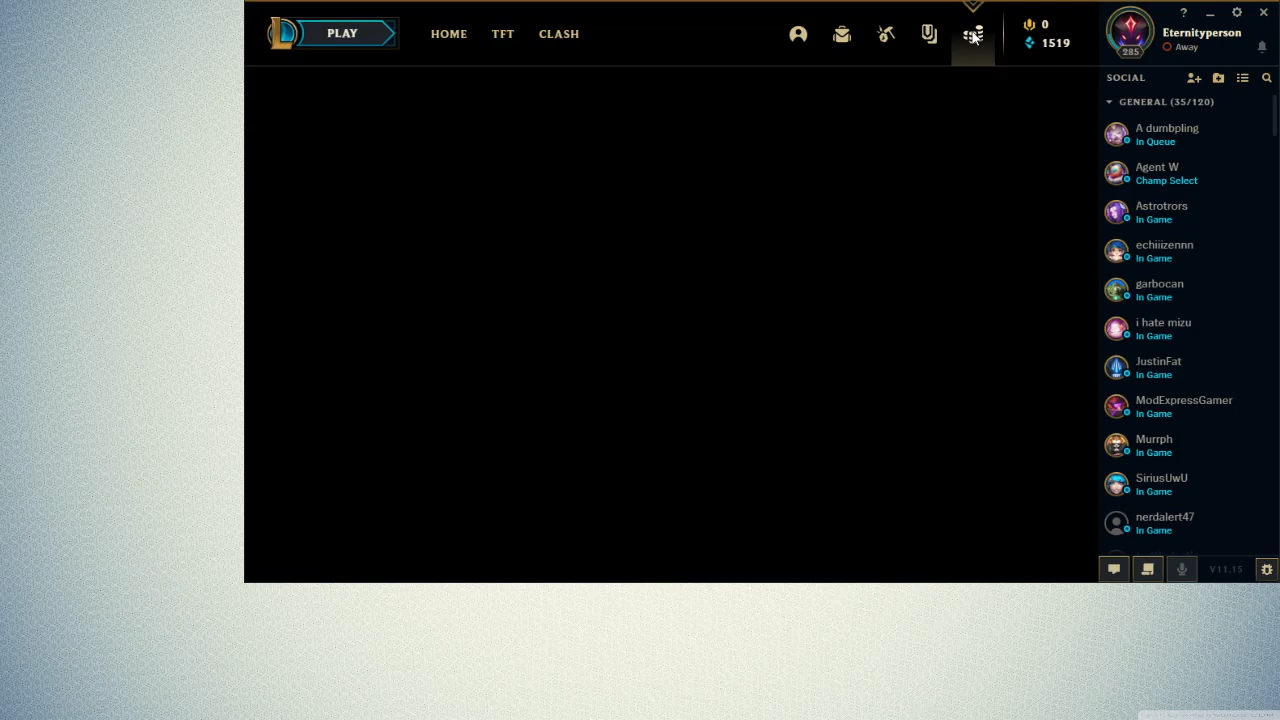 PLAY
HOME
TFT
CLASH
0
1519
?
285
Eternityperson
Away
SOCIAL
GENERAL (35/120)
A dumbpling
In Queue
Agent W
Champ Select
Astrotrors
In Game
echiiizennn
In Game
garbocan
In Game
i hate mizu
In Game
JustinFat
In Game
ModExpressGamer
In Game
Murrph
In Game
SiriusUwU
In Game
nerdalert47
In Game
V11.15